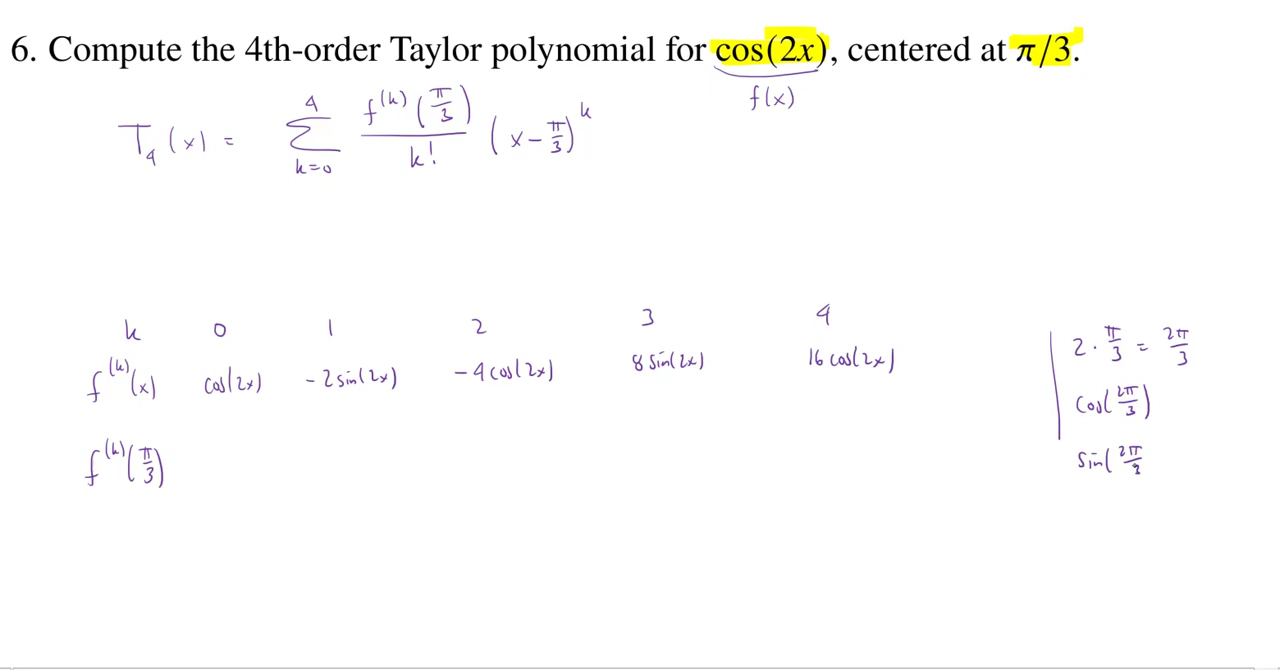 6. Compute the 4th-order Taylor polynomial for cos(2x), centered at π/3.
f(x)
T₄(x) = ∑_{k=0}^{4} f^{(k)}(π/3)/k! (x − π/3)^k
k 0 1 2 3 4
f^{(k)}(x) cos(2x) −2sin(2x) −4cos(2x) 8sin(2x) 16cos(2x)
f^{(k)}(π/3)
2 · π/3 = 2π/3
cos(2π/3)
sin(2π/3